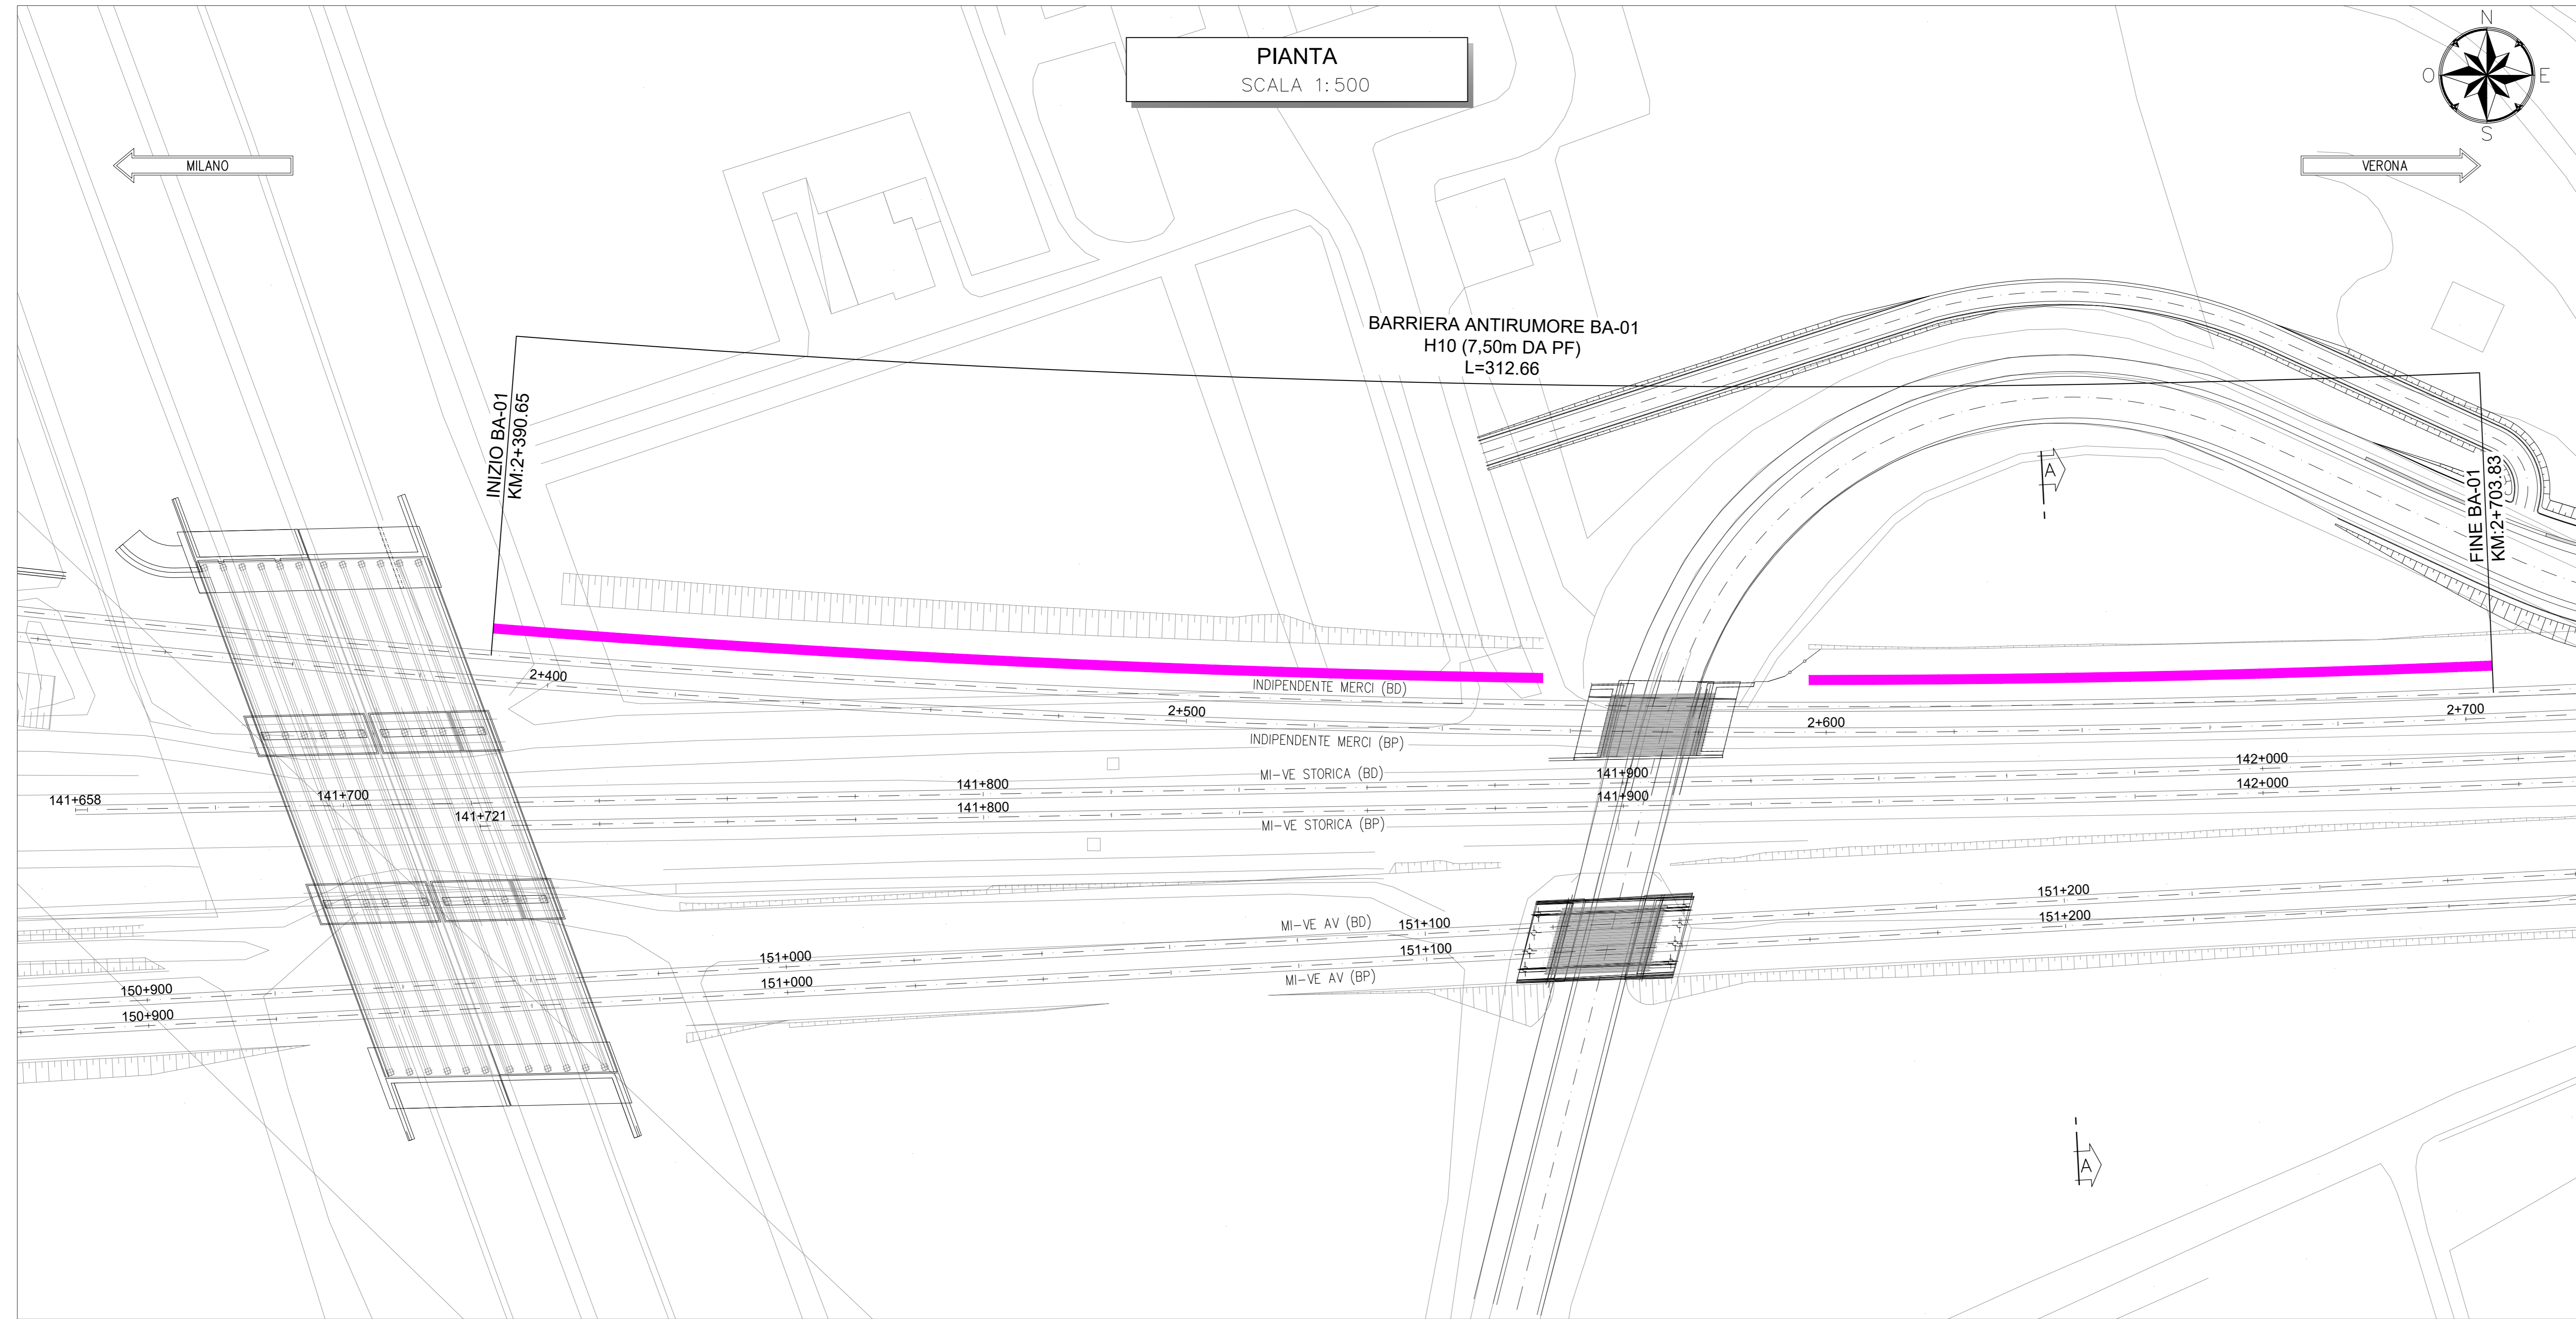 PIANTA
SCALA 1:500
N
O
E
S
MILANO
VERONA
BARRIERA ANTIRUMORE BA-01
H10 (7,50m DA PF)
L=312.66
INIZIO BA-01
KM:2+390.65
FINE BA-01
KM:2+703.83
A
2+400
INDIPENDENTE MERCI (BD)
2+500
2+600
2+700
INDIPENDENTE MERCI (BP)
MI-VE STORICA (BD)
141+658
141+700
141+800
141+900
142+000
141+721
141+800
141+900
142+000
MI-VE STORICA (BP)
MI-VE AV (BD)
150+900
151+000
151+100
151+200
150+900
151+000
151+100
151+200
MI-VE AV (BP)
A